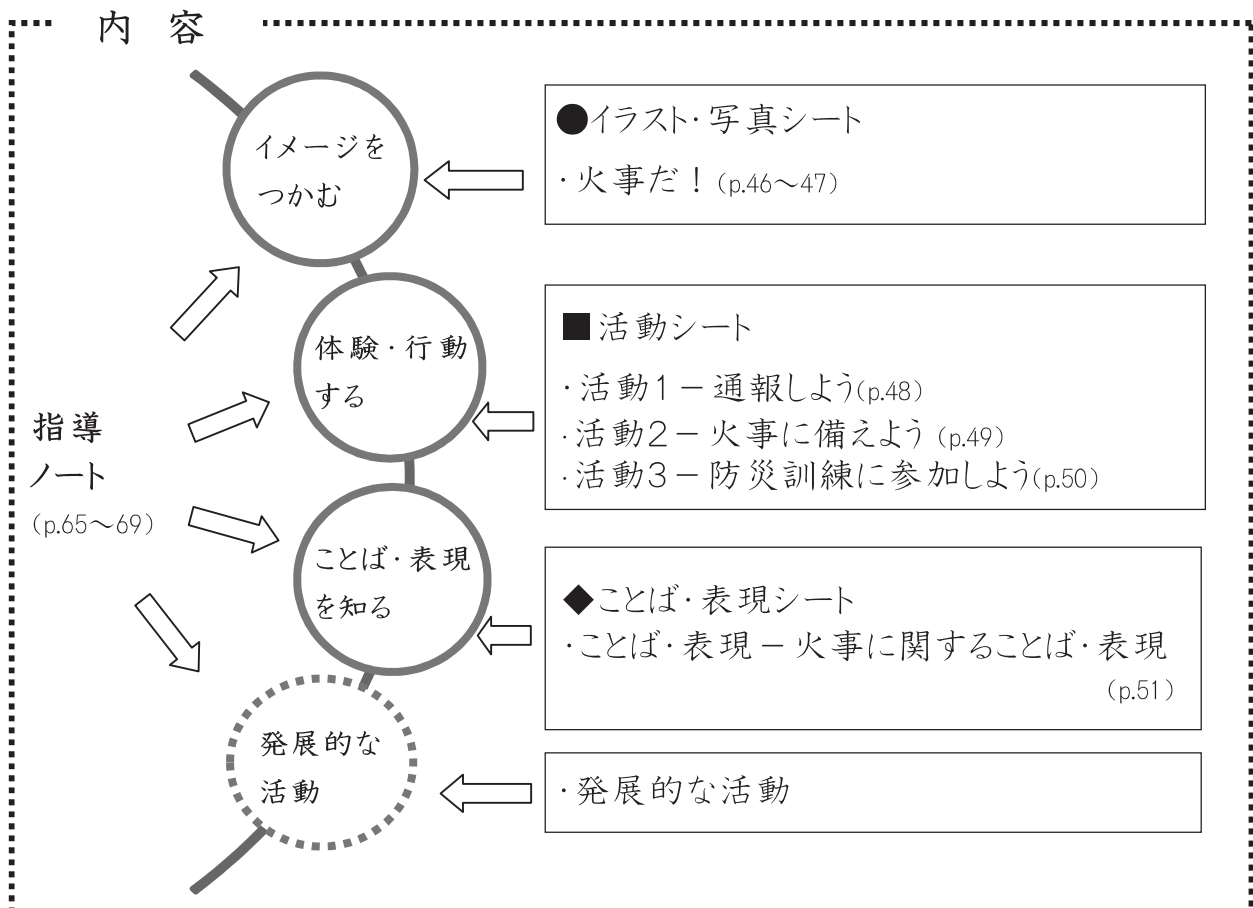 内 容
イメージを
つかむ
●イラスト・写真シート
・火事だ！(p.46～47)
体験・行動
する
■活動シート
・活動1－通報しよう(p.48)
・活動2－火事に備えよう (p.49)
・活動3－防災訓練に参加しよう(p.50)
指導
ノート
(p.65～69)
ことば・表現
を知る
◆ことば・表現シート
・ことば・表現－火事に関することば・表現
(p.51)
発展的な
活動
・発展的な活動